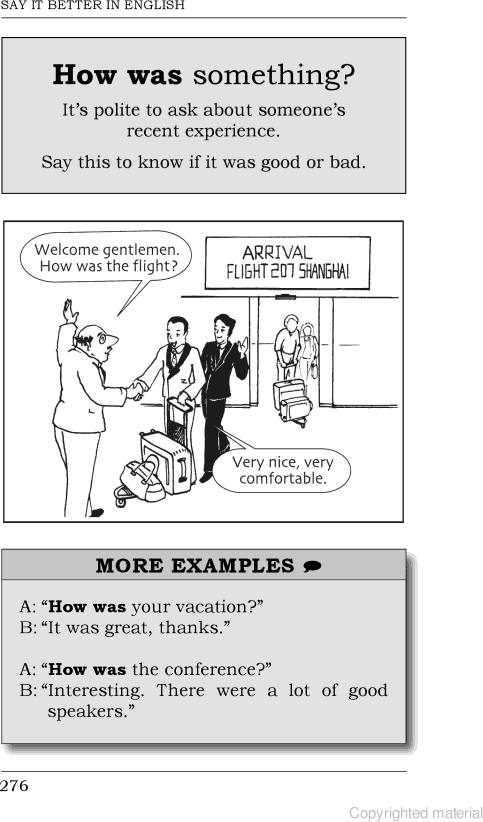 SAY IT BETTER IN ENGLISH
How was something?
It's polite to ask about someone's
recent experience.
Say this to know if it was good or bad.
Welcome gentlemen.
How was the flight?
ARRIVAL
FLIGHT 207 SHANGHAI
Very nice, very
comfortable.
MORE EXAMPLES
A: “How was your vacation?”
B: “It was great, thanks.”
A: “How was the conference?”
B: “Interesting. There were a lot of good
speakers.”
276
Copyrighted material